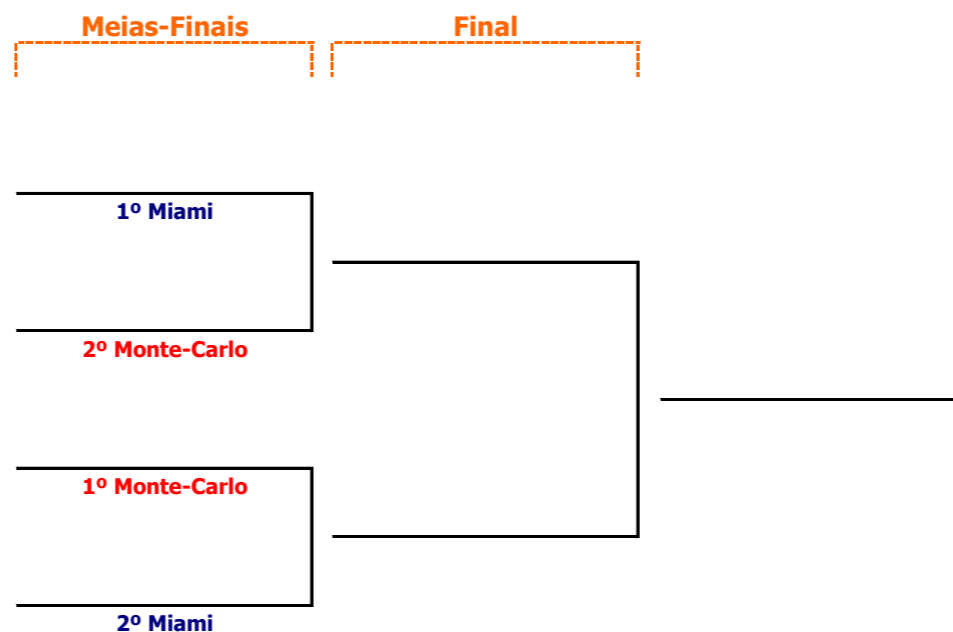 Meias-Finais
Final
1º Miami
2º Monte-Carlo
1º Monte-Carlo
2º Miami